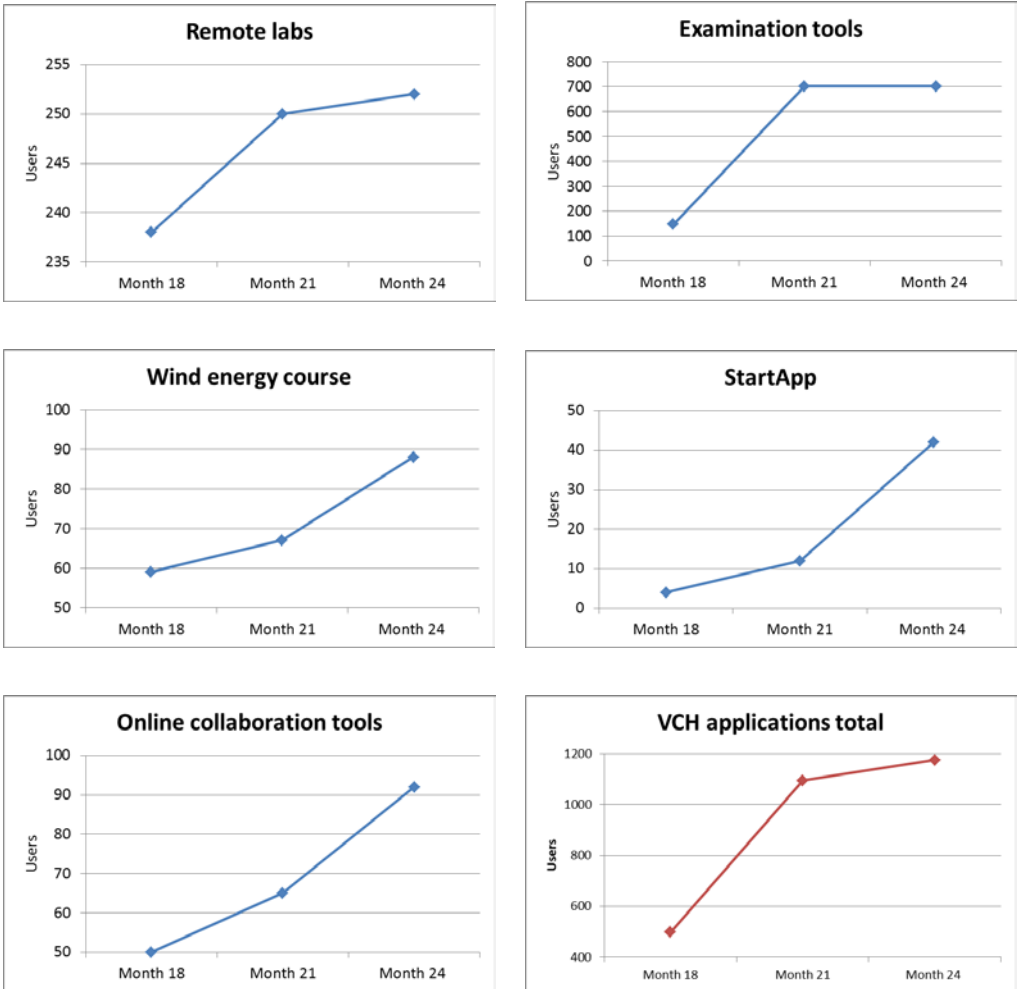 Remote labs
255
250
245
240
235
Users
Month 18 Month 21 Month 24
Examination tools
800
700
600
500
400
300
200
100
0
Users
Month 18 Month 21 Month 24
Wind energy course
100
90
80
70
60
50
Users
Month 18 Month 21 Month 24
StartApp
50
40
30
20
10
0
Users
Month 18 Month 21 Month 24
Online collaboration tools
100
90
80
70
60
50
Users
Month 18 Month 21 Month 24
VCH applications total
1200
1000
800
600
400
Users
Month 18 Month 21 Month 24